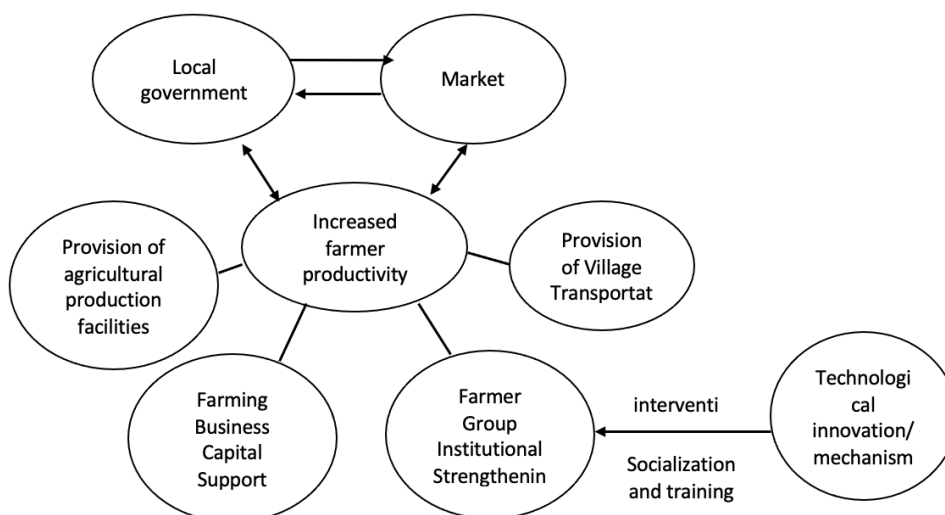 Local
government
Market
Increased
farmer
productivity
Provision of
agricultural
production
facilities
Provision
of Village
Transportat
Farming
Business
Capital
Support
Farmer
Group
Institutional
Strengthenin
interventi
Socialization
and training
Technologi
cal
innovation/
mechanism